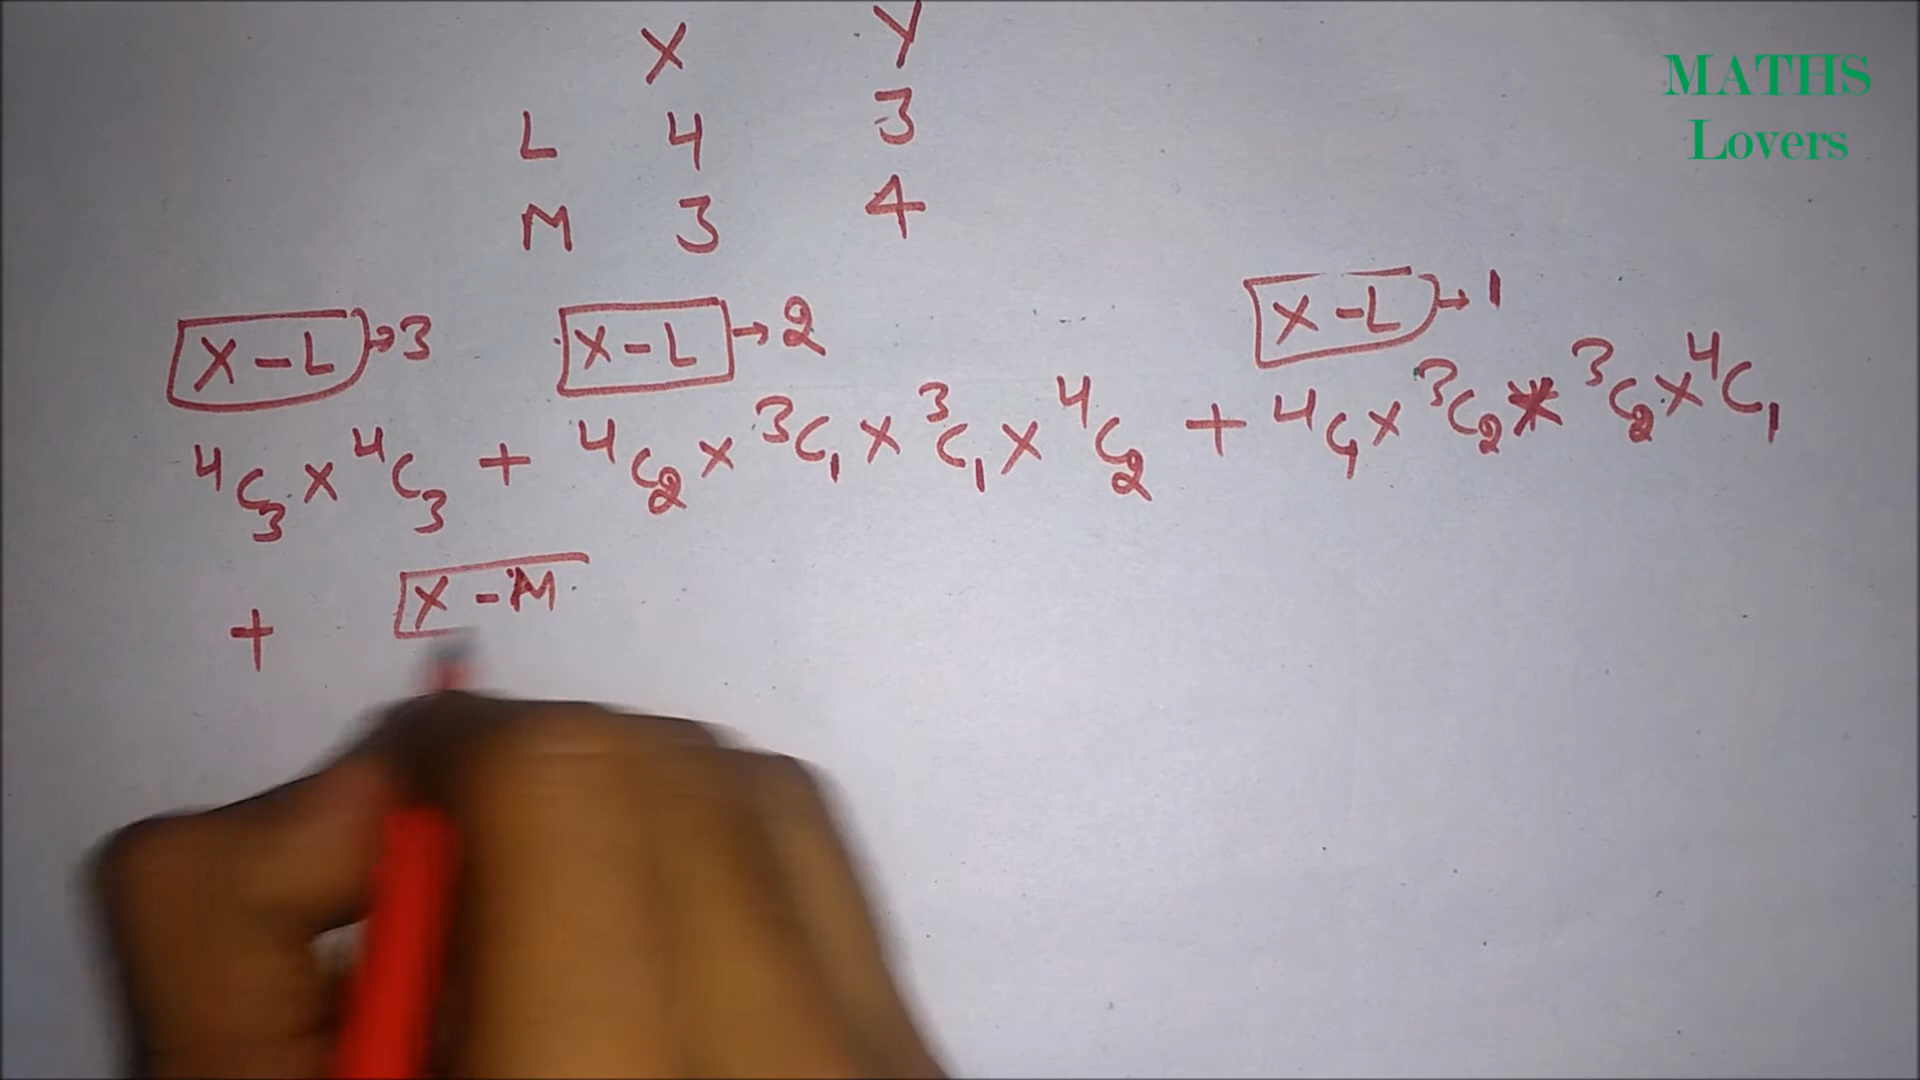 X Y
L 4 3
M 3 4
X-L → 3 X-L → 2 X-L → 1
⁴C₃ × ⁴C₃ + ⁴C₂ × ³C₁ × ³C₁ × ⁴C₂ + ⁴C₁ × ³C₂ × ³C₂ × ⁴C₁
+ X-M
MATHS
Lovers